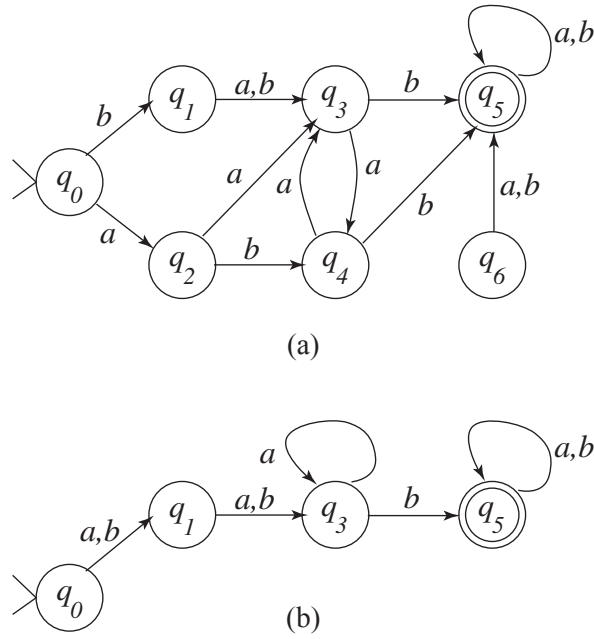 a,b
q1 a,b q3 b q5
b
q0 a a a a,b
a b
q2 b q4 q6
(a)
a a,b
q1 a,b q3 b q5
a,b
q0
(b)